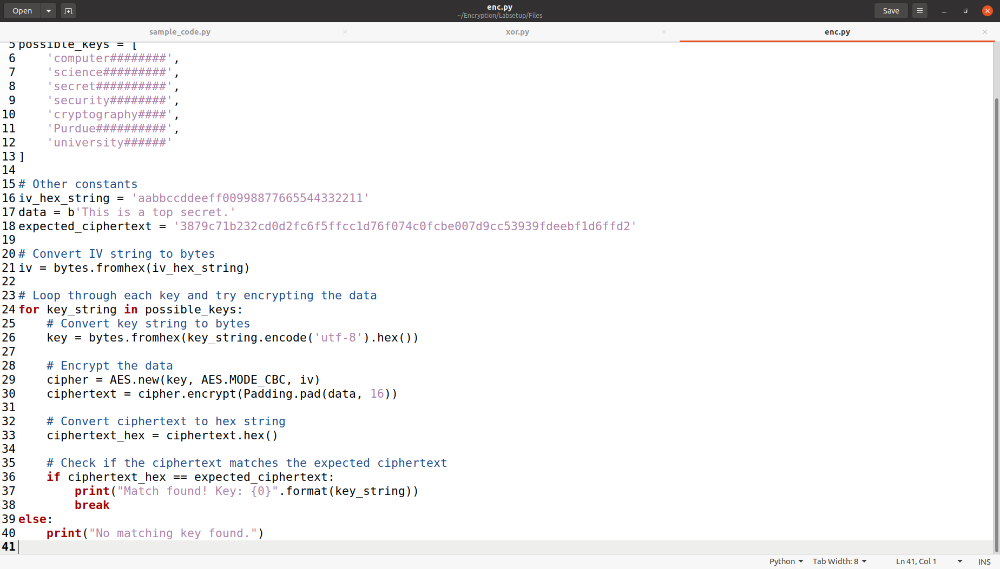 Open
enc.py
~/Encryption/Labsetup/Files
Save
sample_code.py
xor.py
enc.py
5 possible_keys = [
6     'computer########',
7     'science#########',
8     'secret##########',
9     'security########',
10     'cryptography####',
11     'Purdue##########',
12     'university######'
13 ]
14
15 # Other constants
16 iv_hex_string = 'aabbccddeeff00998877665544332211'
17 data = b'This is a top secret.'
18 expected_ciphertext = '3879c71b232cd0d2fc6f5ffcc1d76f074c0fcbe007d9cc53939fdeebf1d6ffd2'
19
20 # Convert IV string to bytes
21 iv = bytes.fromhex(iv_hex_string)
22
23 # Loop through each key and try encrypting the data
24 for key_string in possible_keys:
25     # Convert key string to bytes
26     key = bytes.fromhex(key_string.encode('utf-8').hex())
27
28     # Encrypt the data
29     cipher = AES.new(key, AES.MODE_CBC, iv)
30     ciphertext = cipher.encrypt(Padding.pad(data, 16))
31
32     # Convert ciphertext to hex string
33     ciphertext_hex = ciphertext.hex()
34
35     # Check if the ciphertext matches the expected ciphertext
36     if ciphertext_hex == expected_ciphertext:
37         print("Match found! Key: {0}".format(key_string))
38         break
39 else:
40     print("No matching key found.")
41
Python Tab Width: 8 Ln 41, Col 1 INS